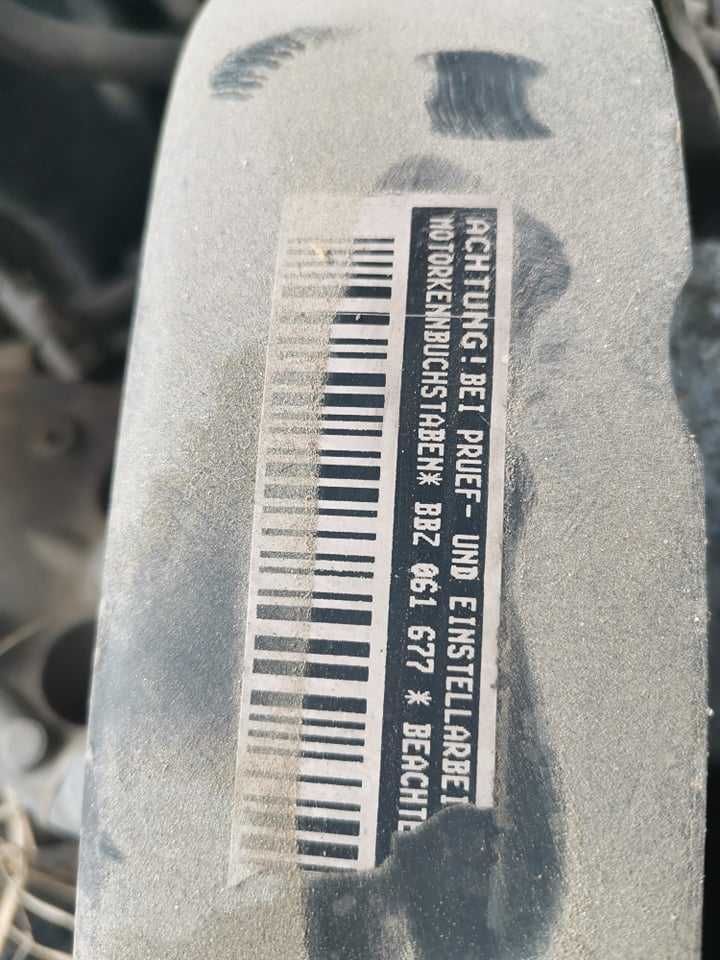 ACHTUNG! BEI PRUEF- UND EINSTELLARBEI
MOTORKENNBUCHSTABEN* BBZ 061 677 * BEACHTE